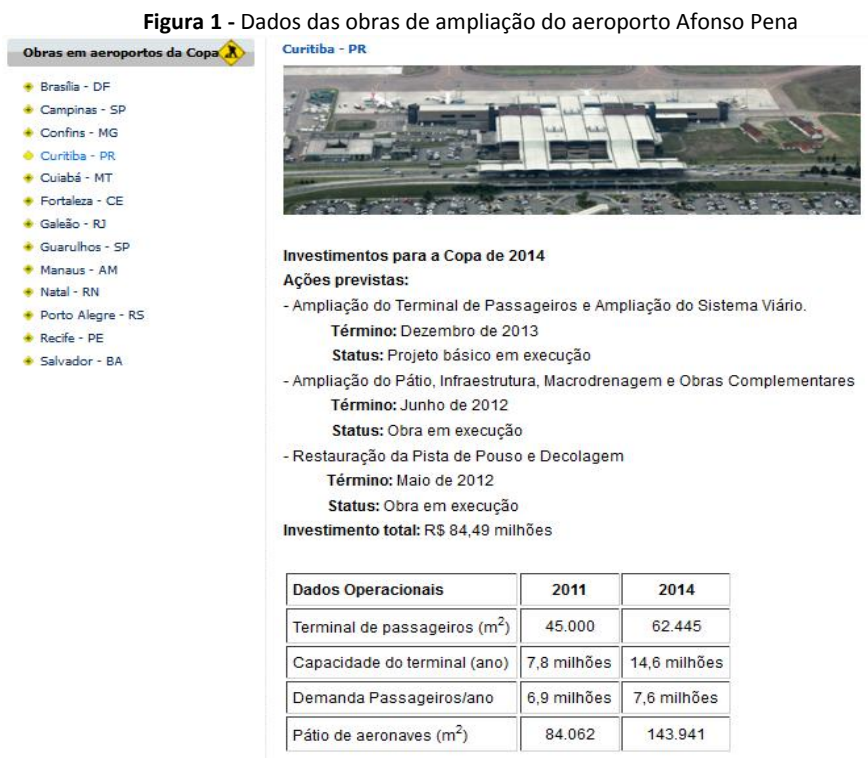 Figura 1 - Dados das obras de ampliação do aeroporto Afonso Pena
Obras em aeroportos da Copa
Brasília - DF
Campinas - SP
Confins - MG
Curitiba - PR
Cuiabá - MT
Fortaleza - CE
Galeão - RJ
Guarulhos - SP
Manaus - AM
Natal - RN
Porto Alegre - RS
Recife - PE
Salvador - BA
Curitiba - PR
Investimentos para a Copa de 2014
Ações previstas:
- Ampliação do Terminal de Passageiros e Ampliação do Sistema Viário.
Término: Dezembro de 2013
Status: Projeto básico em execução
- Ampliação do Pátio, Infraestrutura, Macrodrenagem e Obras Complementares
Término: Junho de 2012
Status: Obra em execução
- Restauração da Pista de Pouso e Decolagem
Término: Maio de 2012
Status: Obra em execução
Investimento total: R$ 84,49 milhões
Dados Operacionais 2011 2014
Terminal de passageiros (m²) 45.000 62.445
Capacidade do terminal (ano) 7,8 milhões 14,6 milhões
Demanda Passageiros/ano 6,9 milhões 7,6 milhões
Pátio de aeronaves (m²) 84.062 143.941